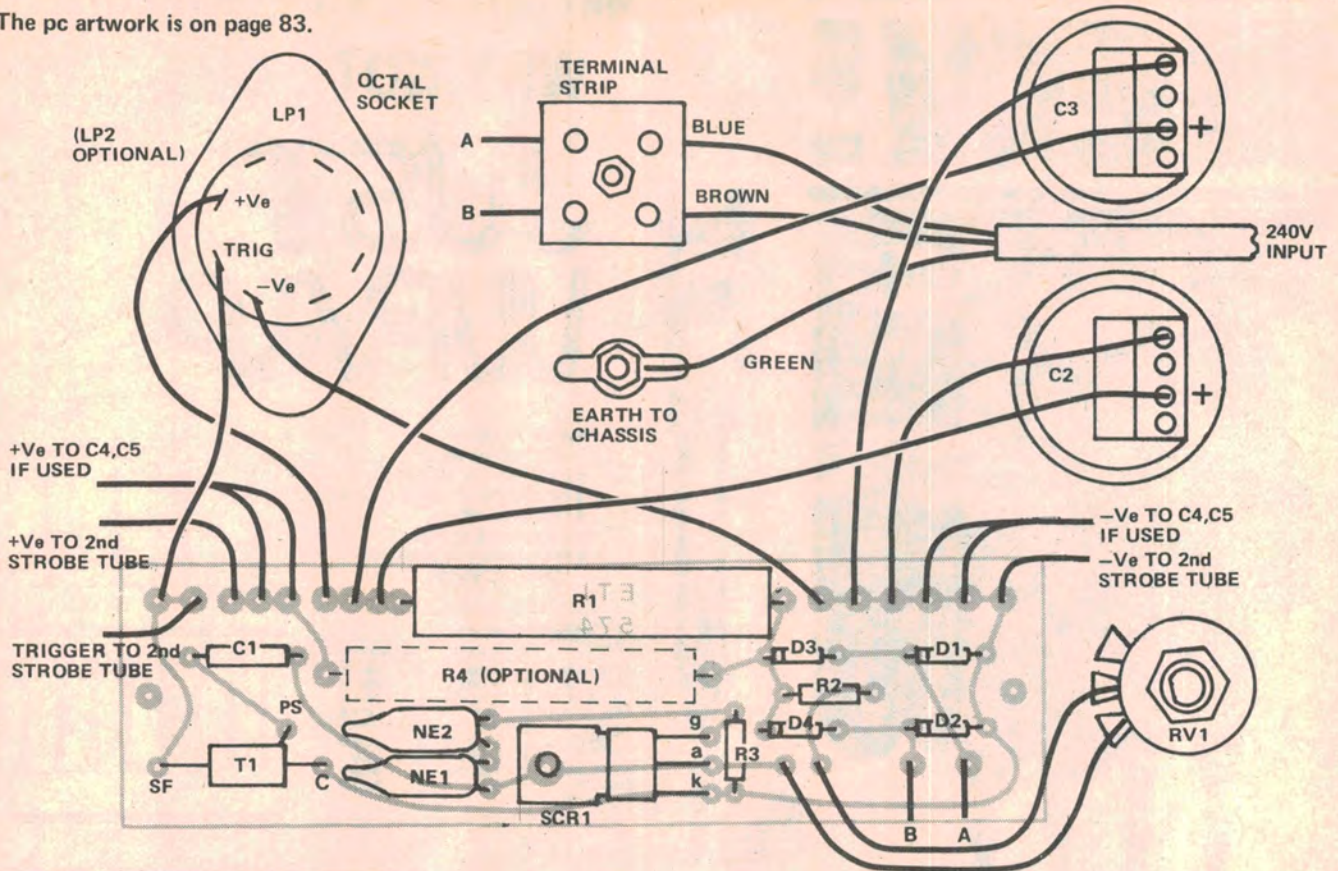 The pc artwork is on page 83.
OCTAL
SOCKET
LP1
(LP2
OPTIONAL)
+Ve
TRIG
-Ve
TERMINAL
STRIP
A
B
BLUE
BROWN
C3
+
240V
INPUT
GREEN
EARTH TO
CHASSIS
C2
+
+Ve TO C4,C5
IF USED
+Ve TO 2nd
STROBE TUBE
TRIGGER TO 2nd
STROBE TUBE
-Ve TO C4,C5
IF USED
-Ve TO 2nd
STROBE TUBE
R1
ETI
574
C1
R4 (OPTIONAL)
D3
D1
R2
PS
NE2
g
D4
D2
R3
a
RV1
SF
T1
C
NE1
k
SCR1
B
A